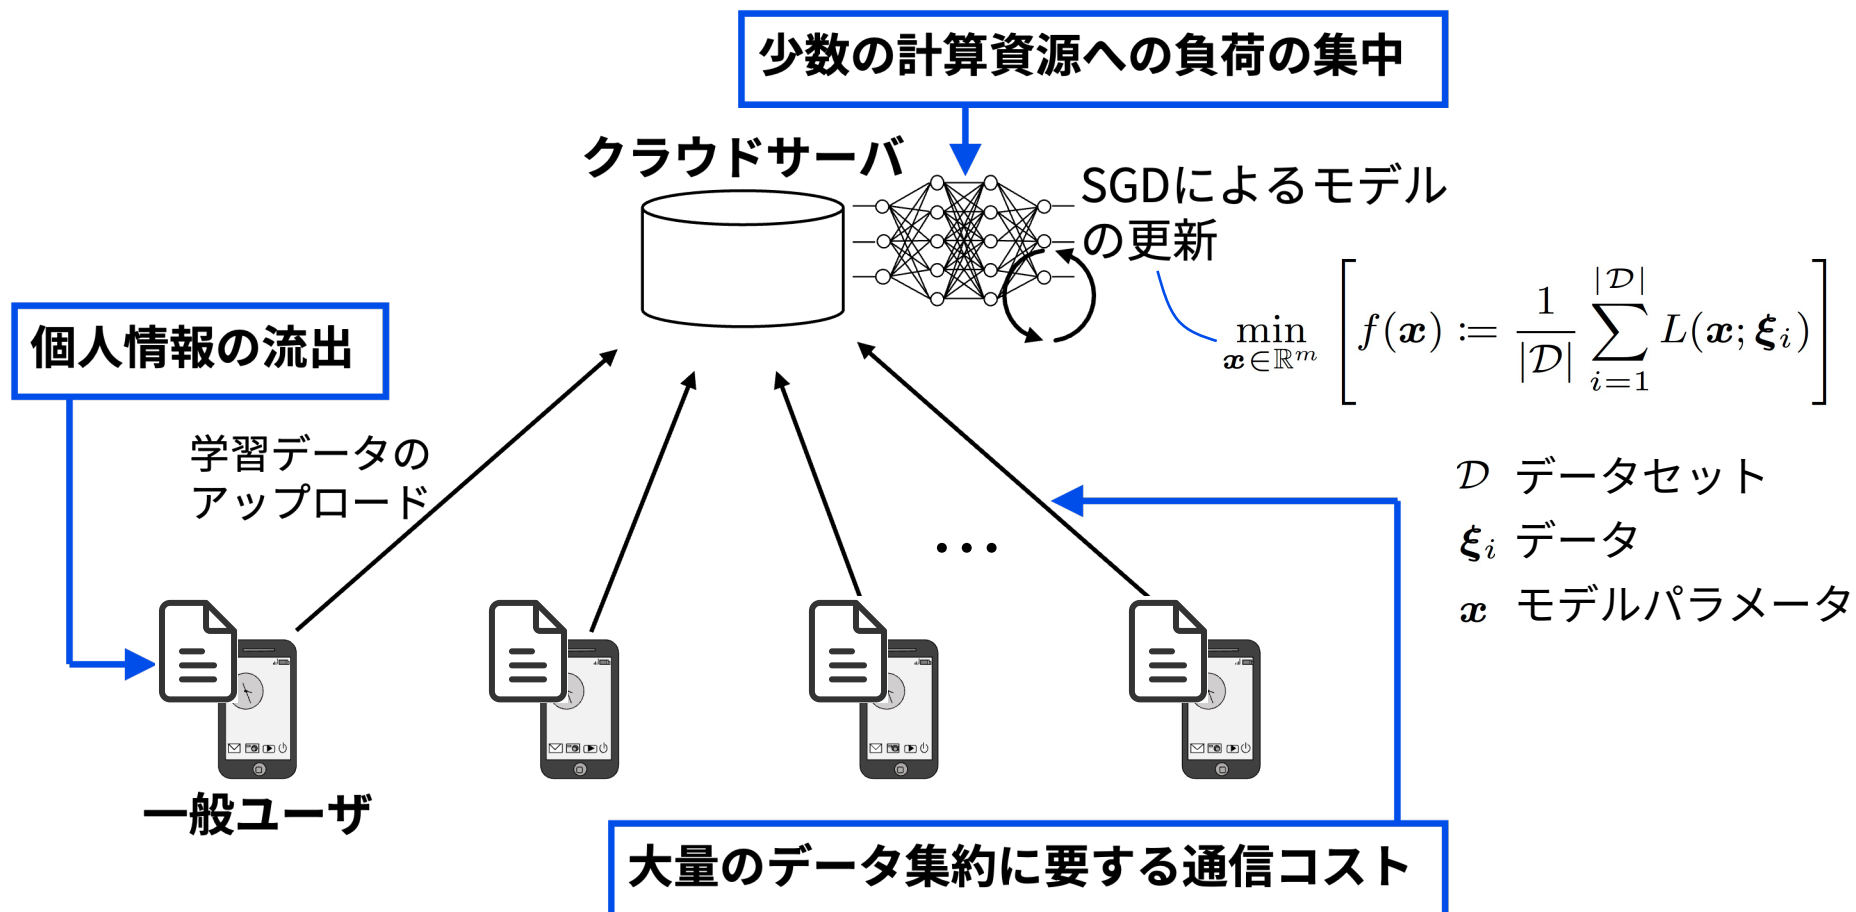 少数の計算資源への負荷の集中
クラウドサーバ
SGDによるモデル
の更新
個人情報の流出
min x∈ℝ^m [ f(x) := 1/|𝒟| ∑_{i=1}^{|𝒟|} L(x; ξ_i) ]
学習データの
アップロード
𝒟 データセット
...
ξ_i データ
x モデルパラメータ
一般ユーザ
大量のデータ集約に要する通信コスト